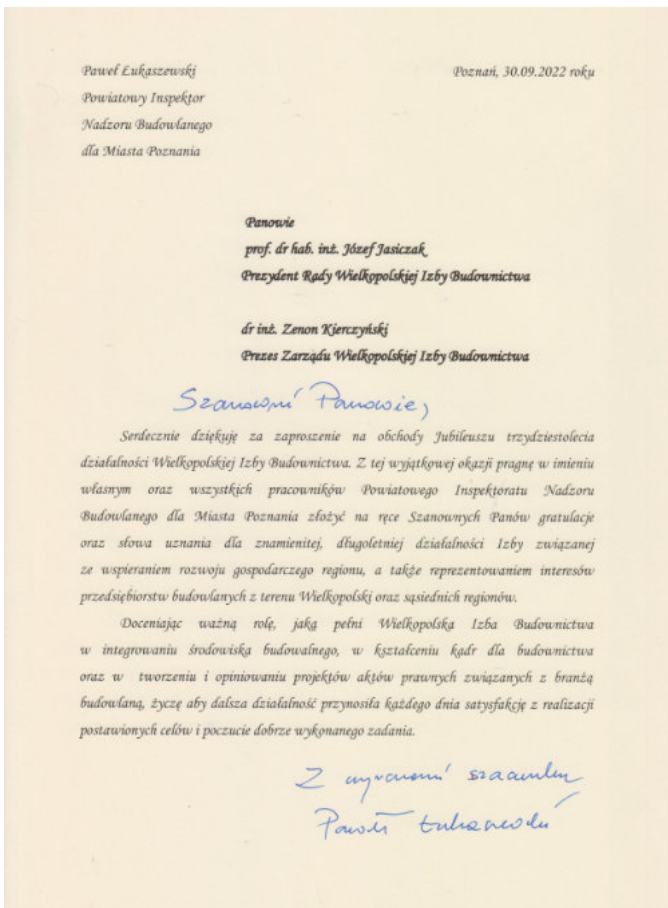 Paweł Łukaszewski
Poznań, 30.09.2022 roku
Powiatowy Inspektor
Nadzoru Budowlanego
dla Miasta Poznania
Panowie
prof. dr hab. inż. Józef Jasiczak
Prezydent Rady Wielkopolskiej Izby Budownictwa
dr inż. Zenon Kierczyński
Prezes Zarządu Wielkopolskiej Izby Budownictwa
Szanowni Panowie,
Serdecznie dziękuję za zaproszenie na obchody Jubileuszu trzydziestolecia
działalności Wielkopolskiej Izby Budownictwa. Z tej wyjątkowej okazji pragnę w imieniu
własnym oraz wszystkich pracowników Powiatowego Inspektoratu Nadzoru
Budowlanego dla Miasta Poznania złożyć na ręce Szanownych Panów gratulacje
oraz słowa uznania dla znamienitej, długoletniej działalności Izby związanej
ze wspieraniem rozwoju gospodarczego regionu, a także reprezentowaniem interesów
przedsiębiorstw budowlanych z terenu Wielkopolski oraz sąsiednich regionów.
Doceniając ważną rolę, jaką pełni Wielkopolska Izba Budownictwa
w integrowaniu środowiska budowalnego, w kształceniu kadr dla budownictwa
oraz w tworzeniu i opiniowaniu projektów aktów prawnych związanych z branżą
budowlaną, życzę aby dalsza działalność przynosiła każdego dnia satysfakcję z realizacji
postawionych celów i poczucie dobrze wykonanego zadania.
Z wyrazami szacunku
Paweł Łukaszewski